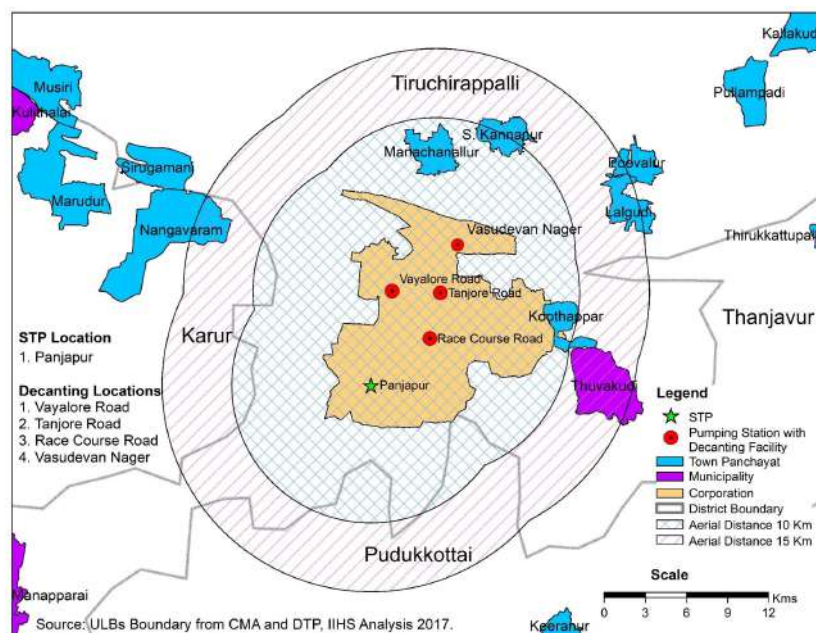 Kallakudi
Tiruchirappalli
Musiri
Pullampadi
Kulithalai
S. Kannapur
Manachanallur
Sirugamani
Poovalur
Marudur
Lalgudi
Nangavaram
Vasudevan Nager
Thirukkattupa
Vayalore Road
Tanjore Road
Koothappar
Thanjavur
Karur
STP Location
1. Panjapur
Race Course Road
Decanting Locations
1. Vayalore Road
2. Tanjore Road
3. Race Course Road
4. Vasudevan Nager
Panjapur
Thuvakudi
Legend
STP
Pumping Station with
Decanting Facility
Town Panchayat
Municipality
Corporation
District Boundary
Aerial Distance 10 Km
Aerial Distance 15 Km
Pudukkottai
Scale
Kms
0 3 6 9 12
Manapparai
Source: ULBs Boundary from CMA and DTP, IIHS Analysis 2017.
Keeranur